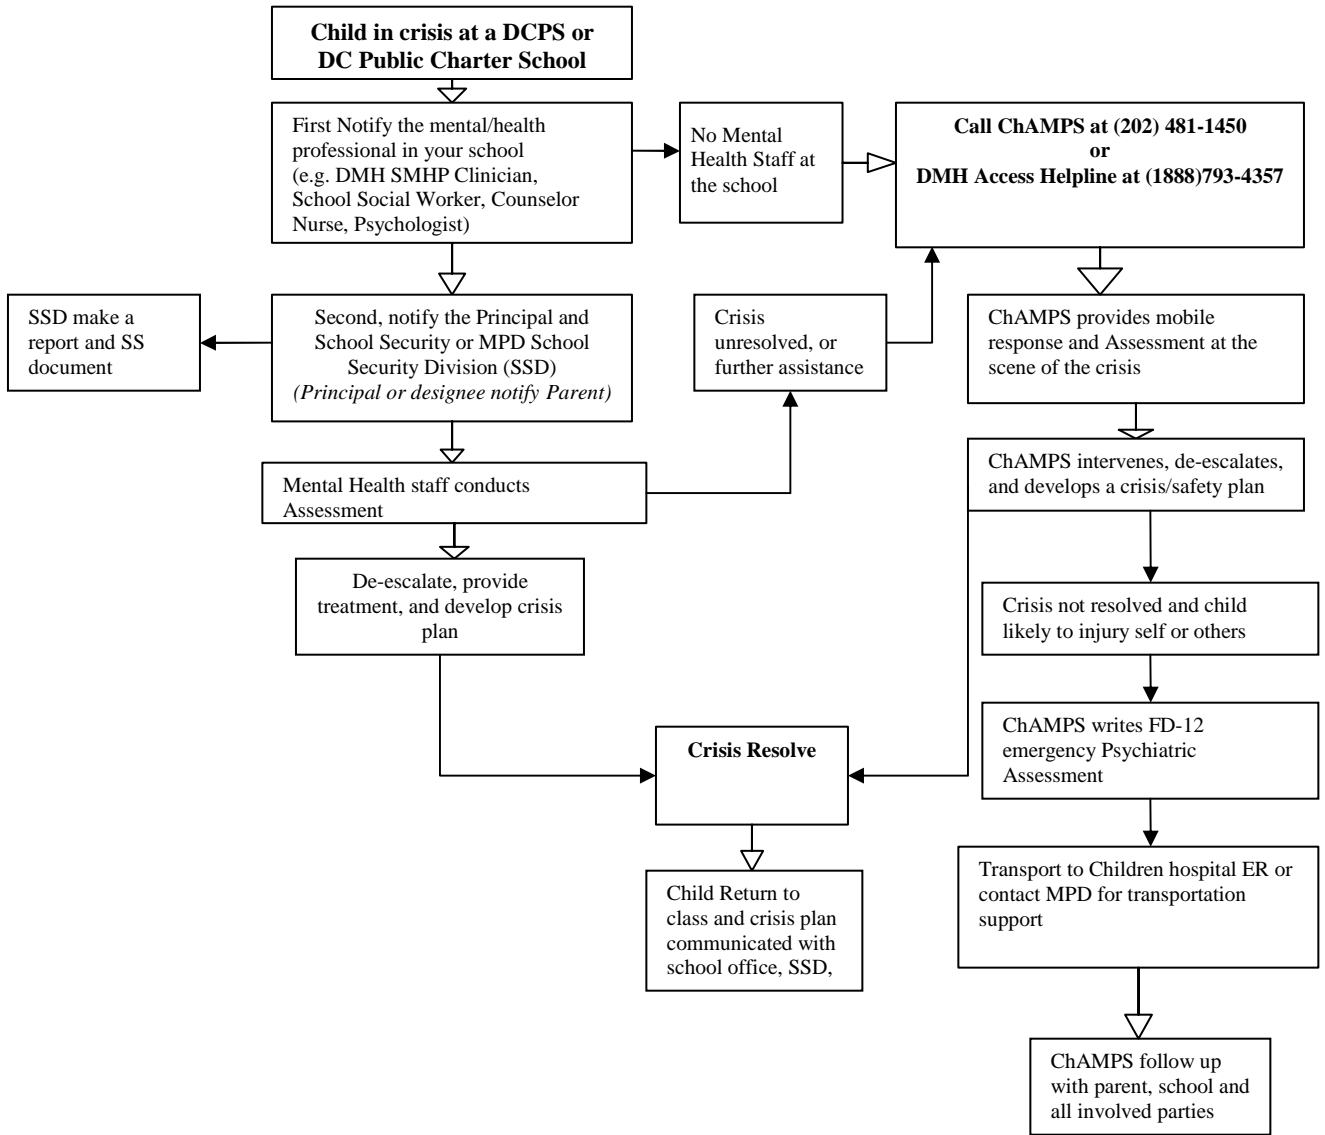 Child in crisis at a DCPS or
DC Public Charter School
First Notify the mental/health
professional in your school
(e.g. DMH SMHP Clinician,
School Social Worker, Counselor
Nurse, Psychologist)
No Mental
Health Staff at
the school
Call ChAMPS at (202) 481-1450
or
DMH Access Helpline at (1888)793-4357
SSD make a
report and SS
document
Second, notify the Principal and
School Security or MPD School
Security Division (SSD)
(Principal or designee notify Parent)
Crisis
unresolved, or
further assistance
ChAMPS provides mobile
response and Assessment at the
scene of the crisis
Mental Health staff conducts
Assessment
ChAMPS intervenes, de-escalates,
and develops a crisis/safety plan
De-escalate, provide
treatment, and develop crisis
plan
Crisis not resolved and child
likely to injury self or others
Crisis Resolve
ChAMPS writes FD-12
emergency Psychiatric
Assessment
Child Return to
class and crisis plan
communicated with
school office, SSD,
Transport to Children hospital ER or
contact MPD for transportation
support
ChAMPS follow up
with parent, school and
all involved parties